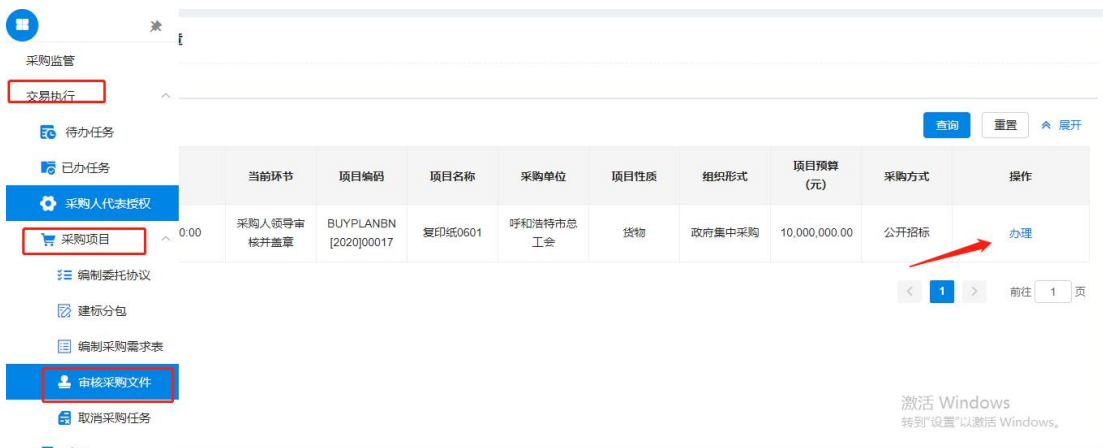 采购监管
交易执行
待办任务
已办任务
采购人代表授权
采购项目
编制委托协议
建标分包
编制采购需求表
审核采购文件
取消采购任务
查询 重置 展开
当前环节 项目编码 项目名称 采购单位 项目性质 组织形式 项目预算 采购方式 操作
(元)
0:00 采购人领导审 BUYPLANBN 复印纸0601 呼和浩特市总 货物 政府集中采购 10,000,000.00 公开招标 办理
核并盖章 [2020]00017 工会
< 1 > 前往 1 页
激活 Windows
转到"设置"以激活 Windows。